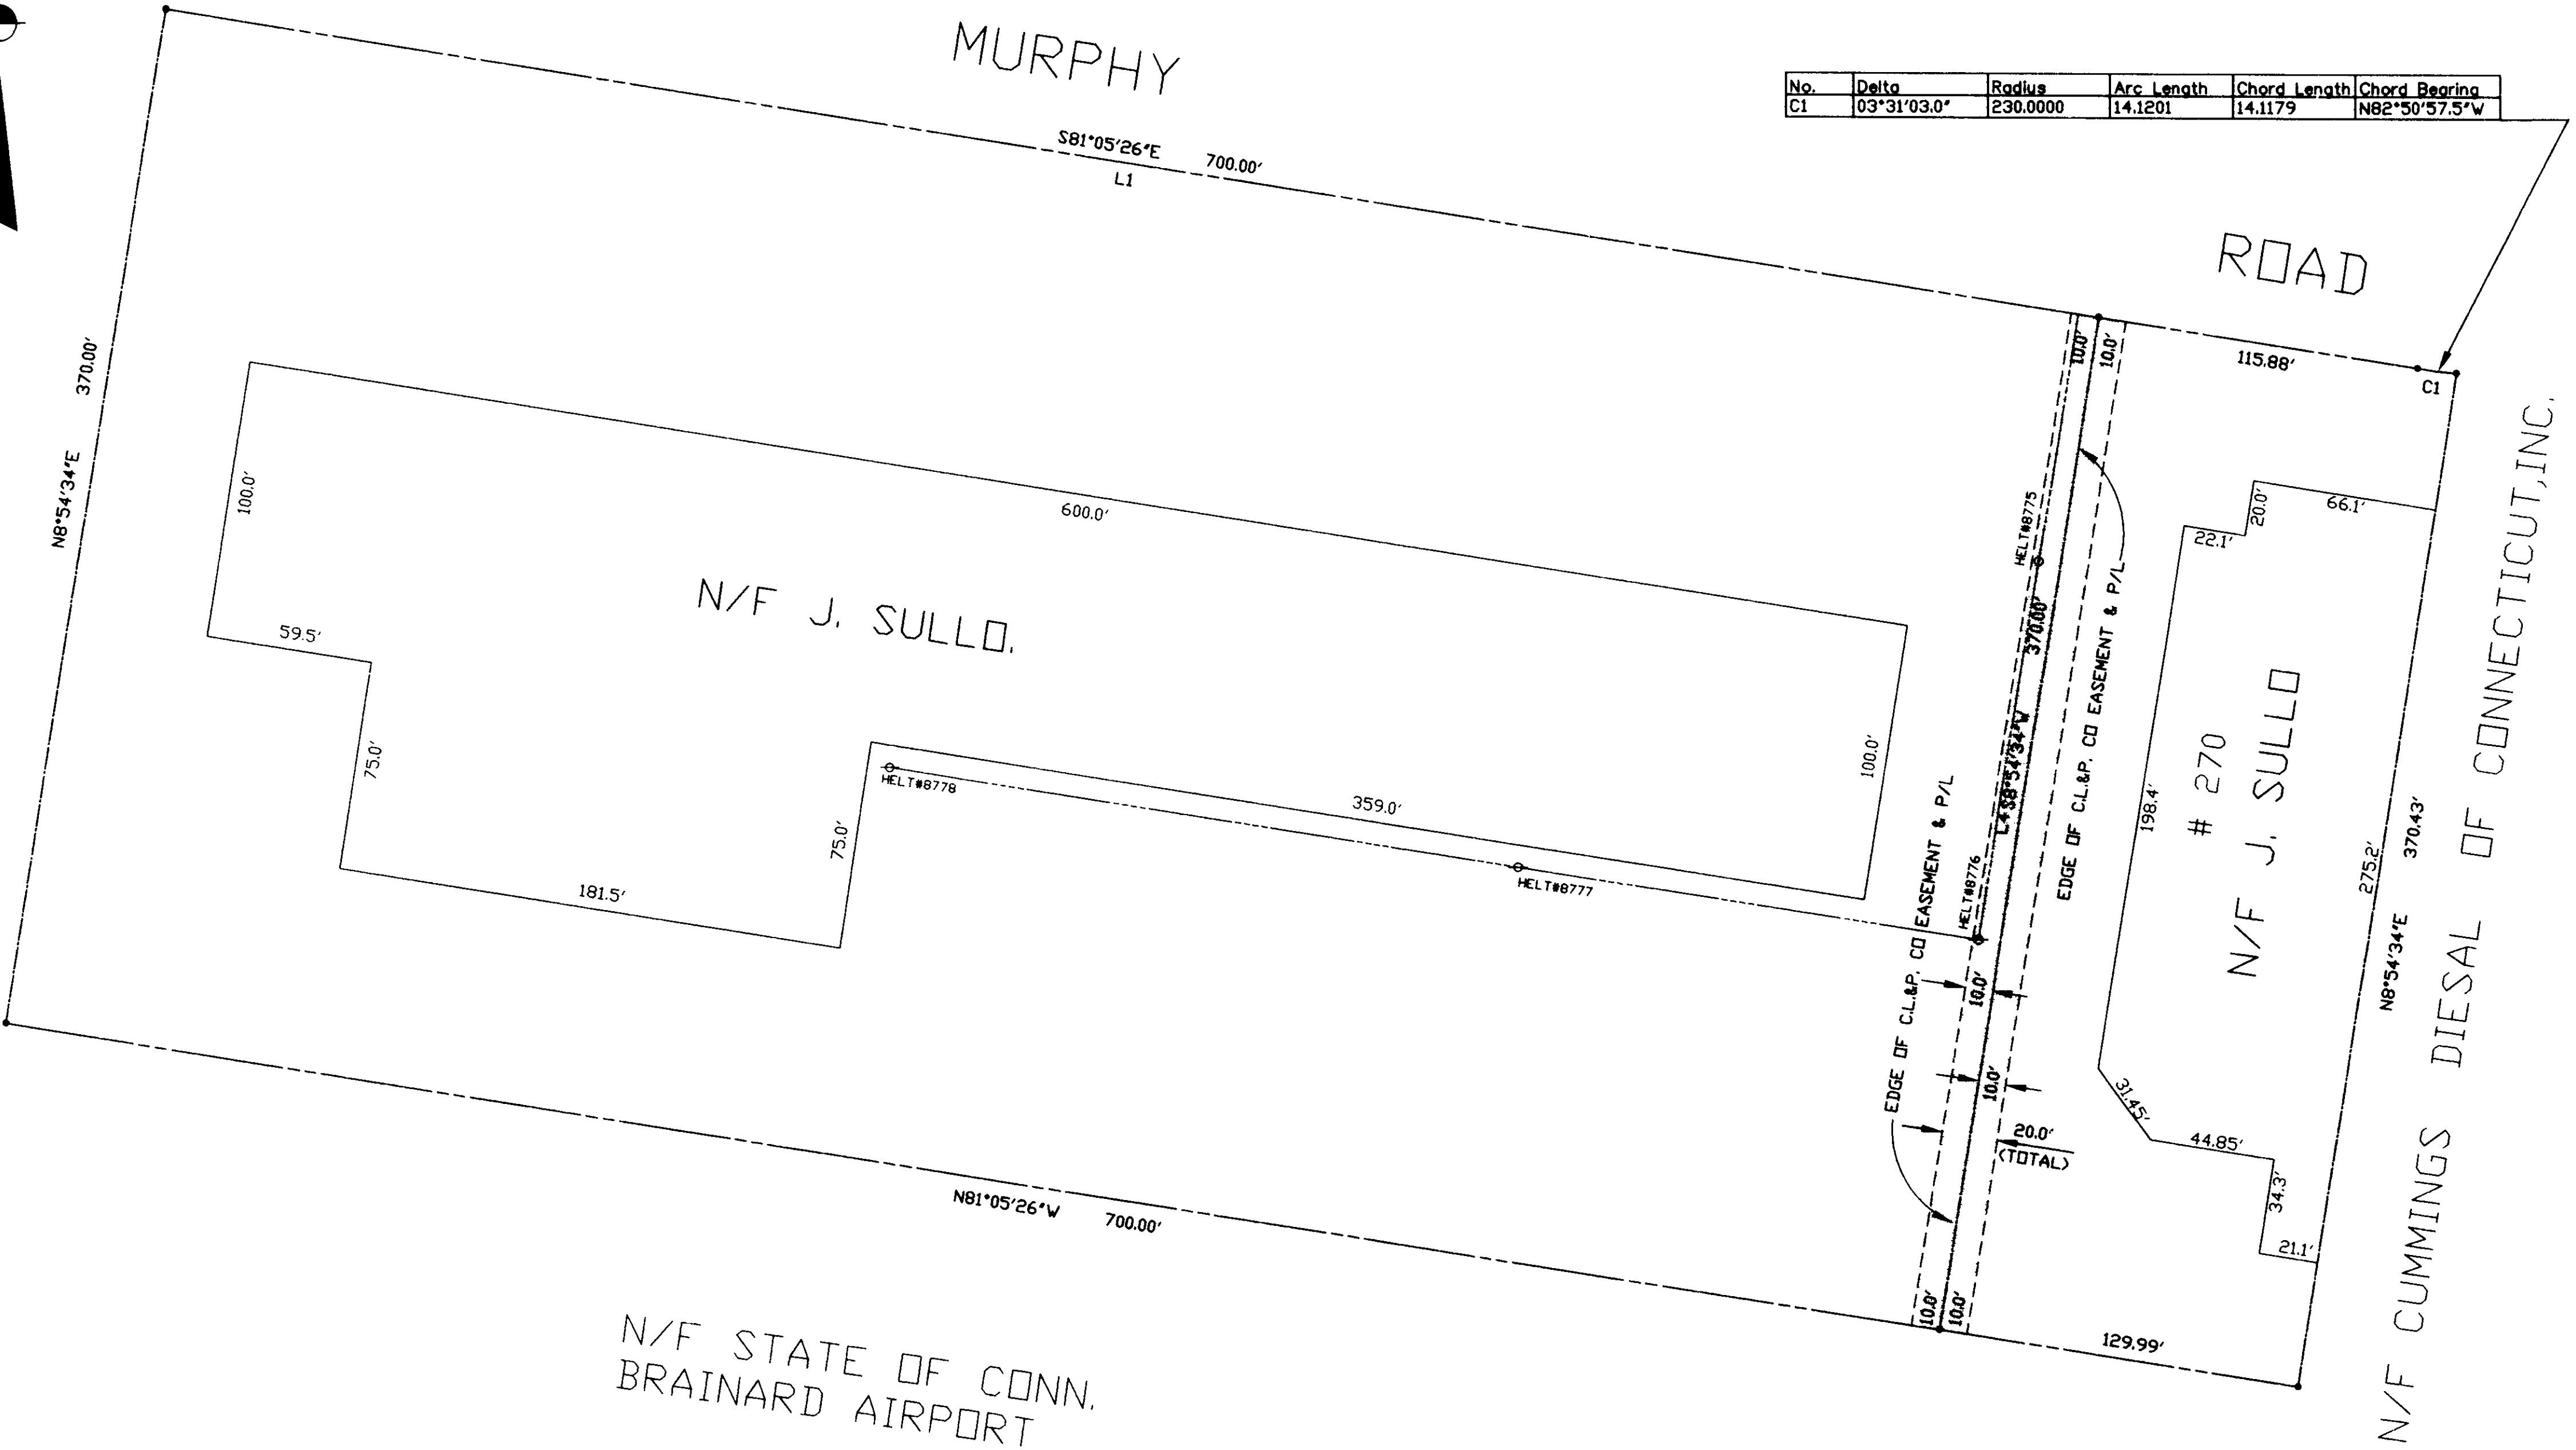 MURPHY
No. Delta Radius Arc Length Chord Length Chord Bearing
C1 03°31'03.0" 230.0000 14.1201 14.1179 N82°50'57.5"W
S81°05'26"E 700.00'
L1
ROAD
115.88'
C1
370.00'
N8°54'34"E
100.0'
600.0'
59.5'
75.0'
181.5'
75.0'
359.0'
100.0'
N/F J. SULLO.
HELT#8778
HELT#8777
HELT#8776
HELT#8775
10.0'
10.0'
370.00'
L4 S8°54'34"W
EDGE OF C.L.&P. CO EASEMENT & P/L
EDGE OF C.L.&P. CO EASEMENT & P/L
10.0'
10.0'
20.0'
(TOTAL)
10.0'
10.0'
66.1'
20.0'
22.1'
198.4'
# 270
N/F J. SULLO
275.2'
370.43'
N8°54'34"E
31.45'
44.85'
34.3'
21.1'
129.99'
N/F CUMMINGS DIESAL OF CONNECTICUT,INC.
N81°05'26"W 700.00'
N/F STATE OF CONN.
BRAINARD AIRPORT